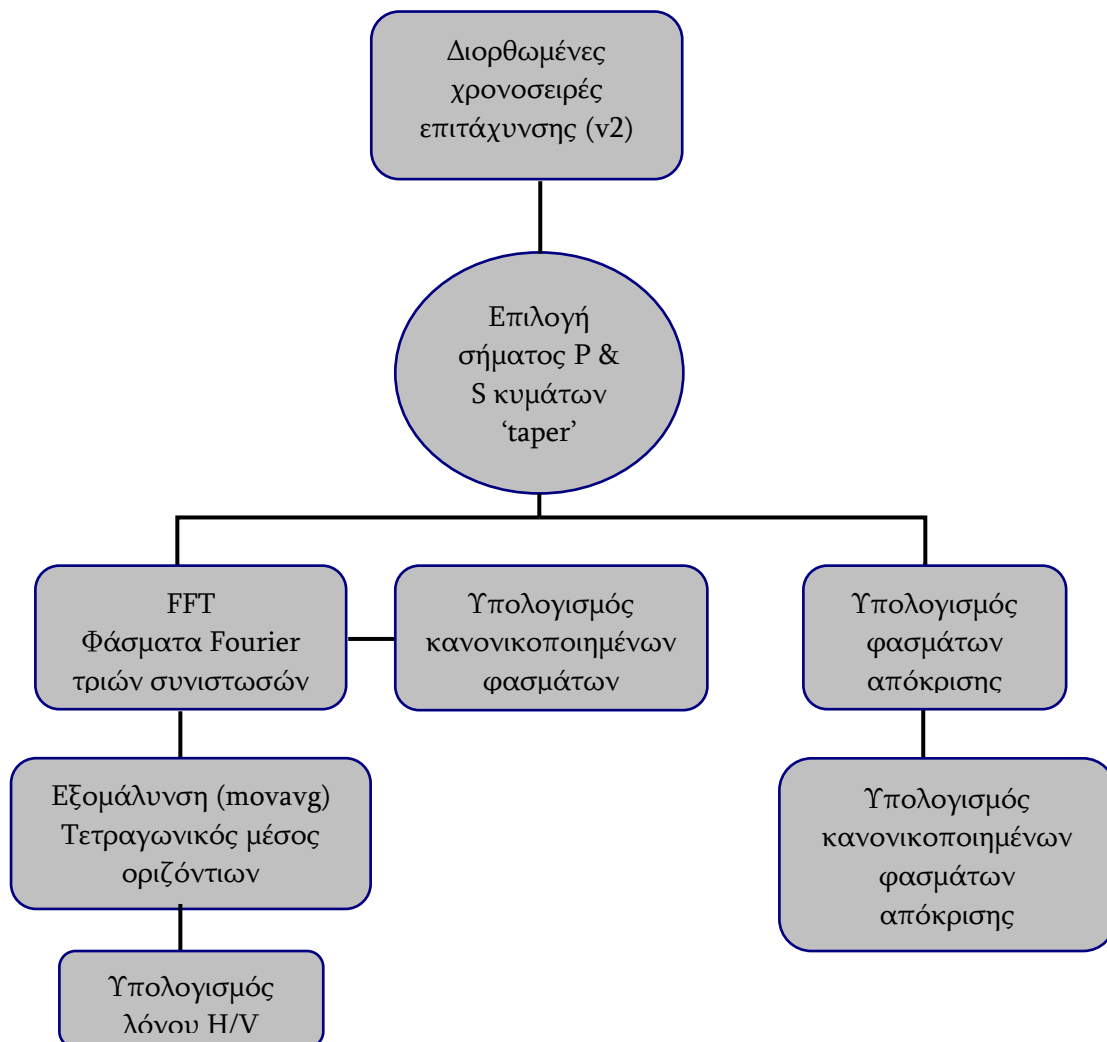 Διορθωμένες
χρονοσειρές
επιτάχυνσης (v2)
Επιλογή
σήματος P &
S κυμάτων
‘taper’
FFT
Φάσματα Fourier
τριών συνιστωσών
Υπολογισμός
κανονικοποιημένων
φασμάτων
Υπολογισμός
φασμάτων
απόκρισης
Εξομάλυνση (movavg)
Τετραγωνικός μέσος
οριζόντιων
Υπολογισμός
κανονικοποιημένων
φασμάτων
απόκρισης
Υπολογισμός
λόγου H/V